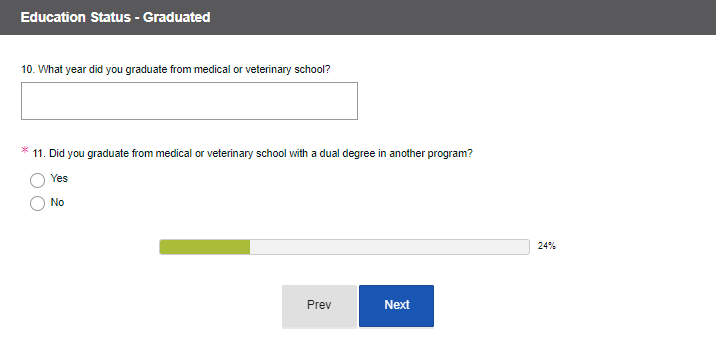 Education Status - Graduated
10. What year did you graduate from medical or veterinary school?
* 11. Did you graduate from medical or veterinary school with a dual degree in another program?
Yes
No
24%
Prev
Next